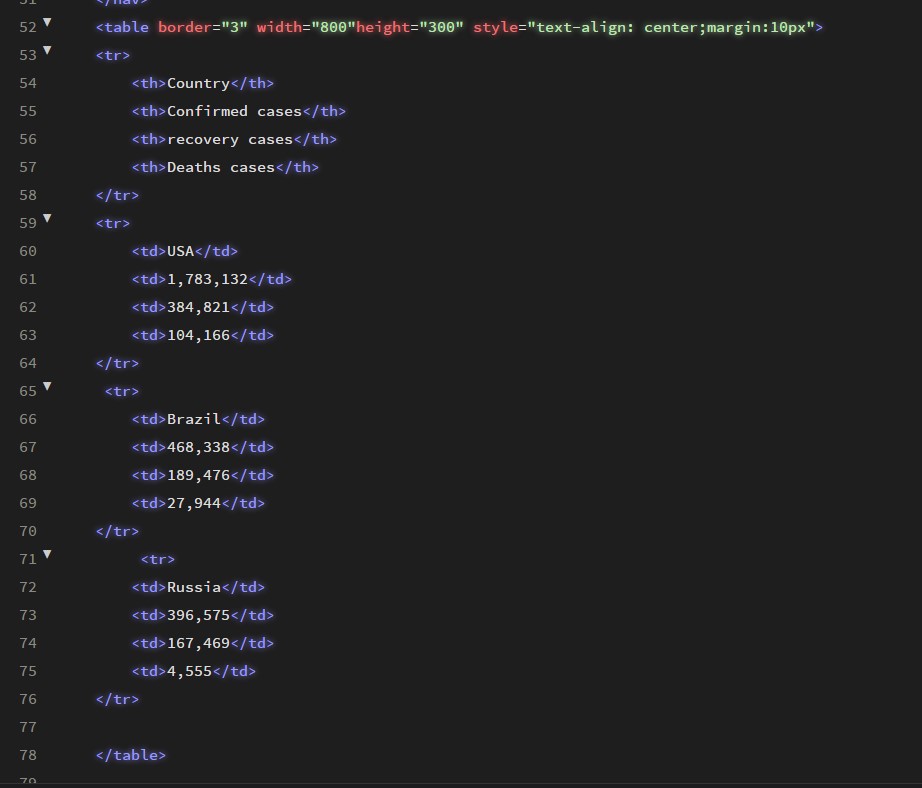 51 </nav>
52 <table border="3" width="800"height="300" style="text-align: center;margin:10px">
53 <tr>
54 <th>Country</th>
55 <th>Confirmed cases</th>
56 <th>recovery cases</th>
57 <th>Deaths cases</th>
58 </tr>
59 <tr>
60 <td>USA</td>
61 <td>1,783,132</td>
62 <td>384,821</td>
63 <td>104,166</td>
64 </tr>
65 <tr>
66 <td>Brazil</td>
67 <td>468,338</td>
68 <td>189,476</td>
69 <td>27,944</td>
70 </tr>
71 <tr>
72 <td>Russia</td>
73 <td>396,575</td>
74 <td>167,469</td>
75 <td>4,555</td>
76 </tr>
77
78 </table>
79